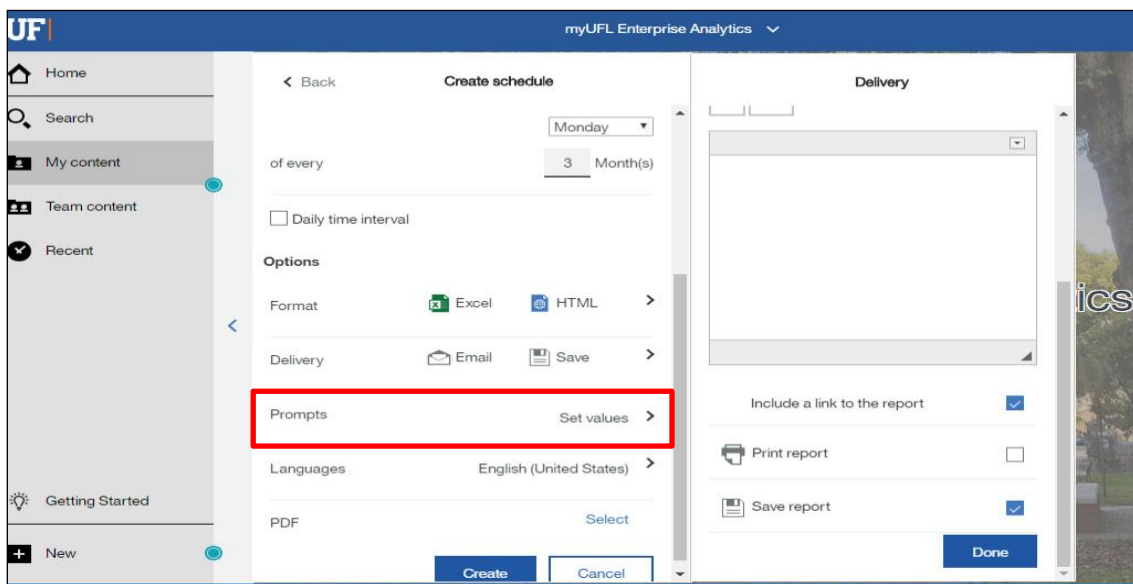 UF
myUFL Enterprise Analytics
Home
Search
My content
Team content
Recent
Getting Started
New
Back
Create schedule
Monday
of every 3 Month(s)
Daily time interval
Options
Format Excel HTML
Delivery Email Save
Prompts Set values
Languages English (United States)
PDF Select
Create Cancel
Delivery
Include a link to the report
Print report
Save report
Done
ics